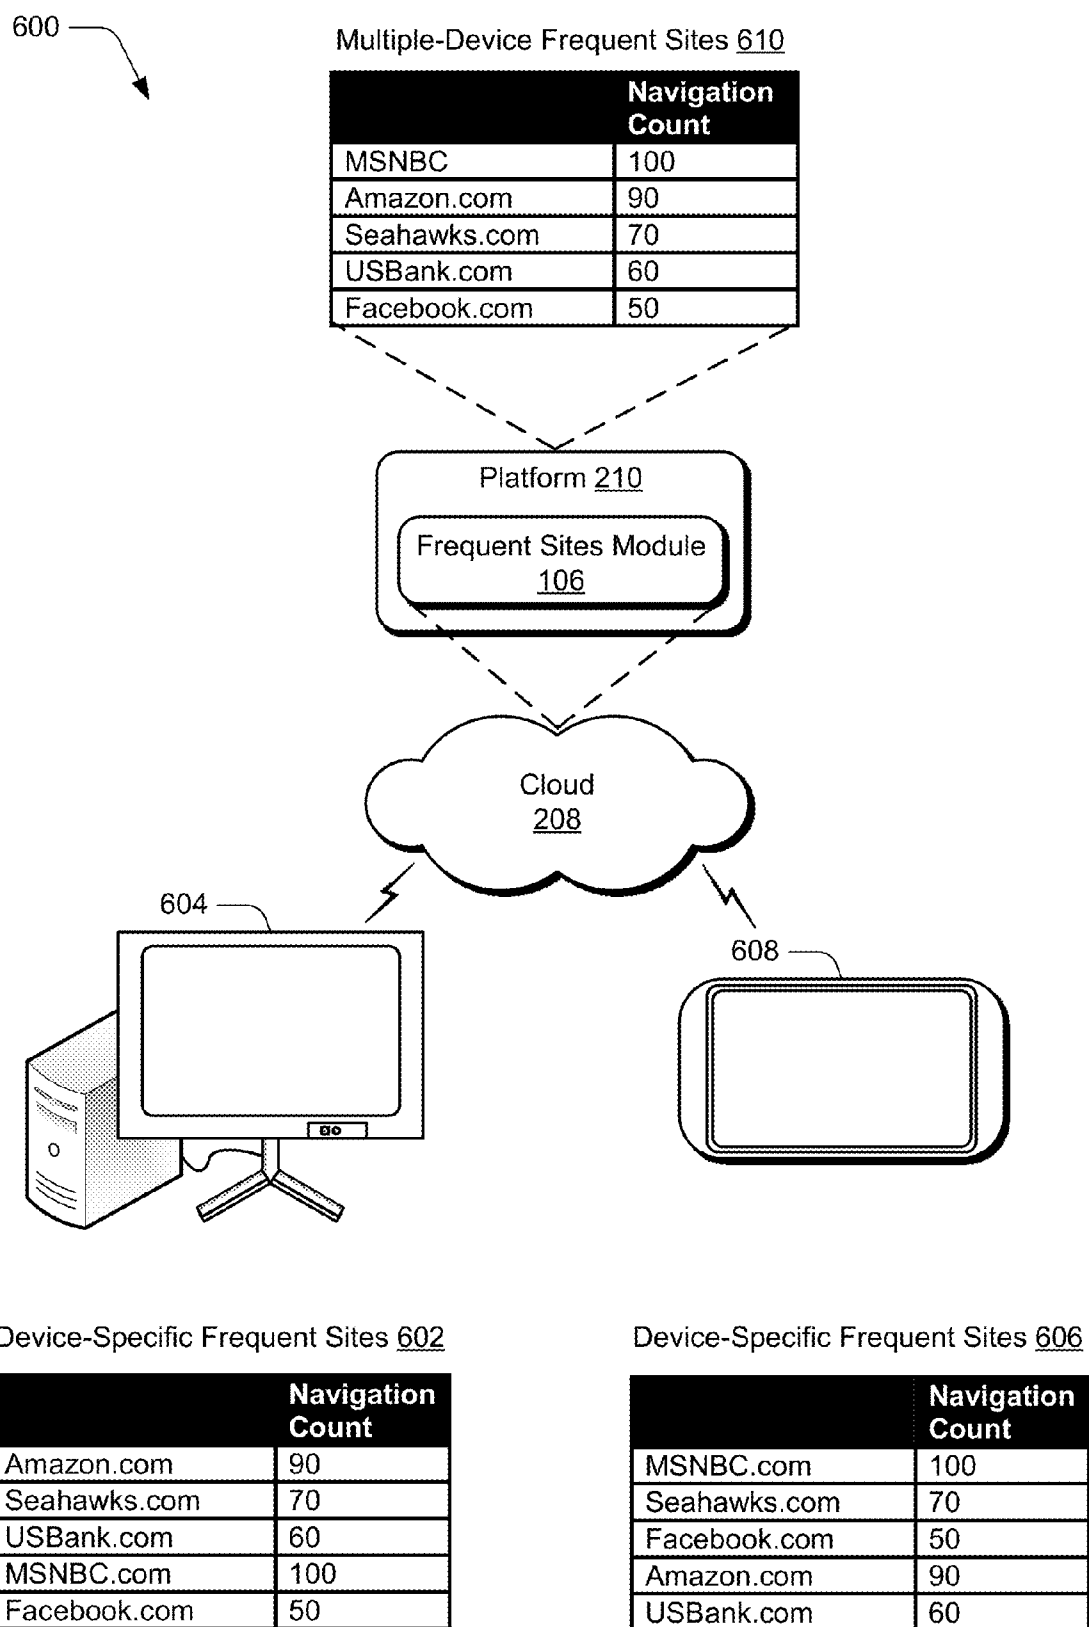 600
Multiple-Device Frequent Sites 610
Navigation
Count
MSNBC 100
Amazon.com 90
Seahawks.com 70
USBank.com 60
Facebook.com 50
Platform 210
Frequent Sites Module
106
Cloud
208
604
608
Device-Specific Frequent Sites 602
Navigation
Count
Amazon.com 90
Seahawks.com 70
USBank.com 60
MSNBC.com 100
Facebook.com 50
Device-Specific Frequent Sites 606
Navigation
Count
MSNBC.com 100
Seahawks.com 70
Facebook.com 50
Amazon.com 90
USBank.com 60